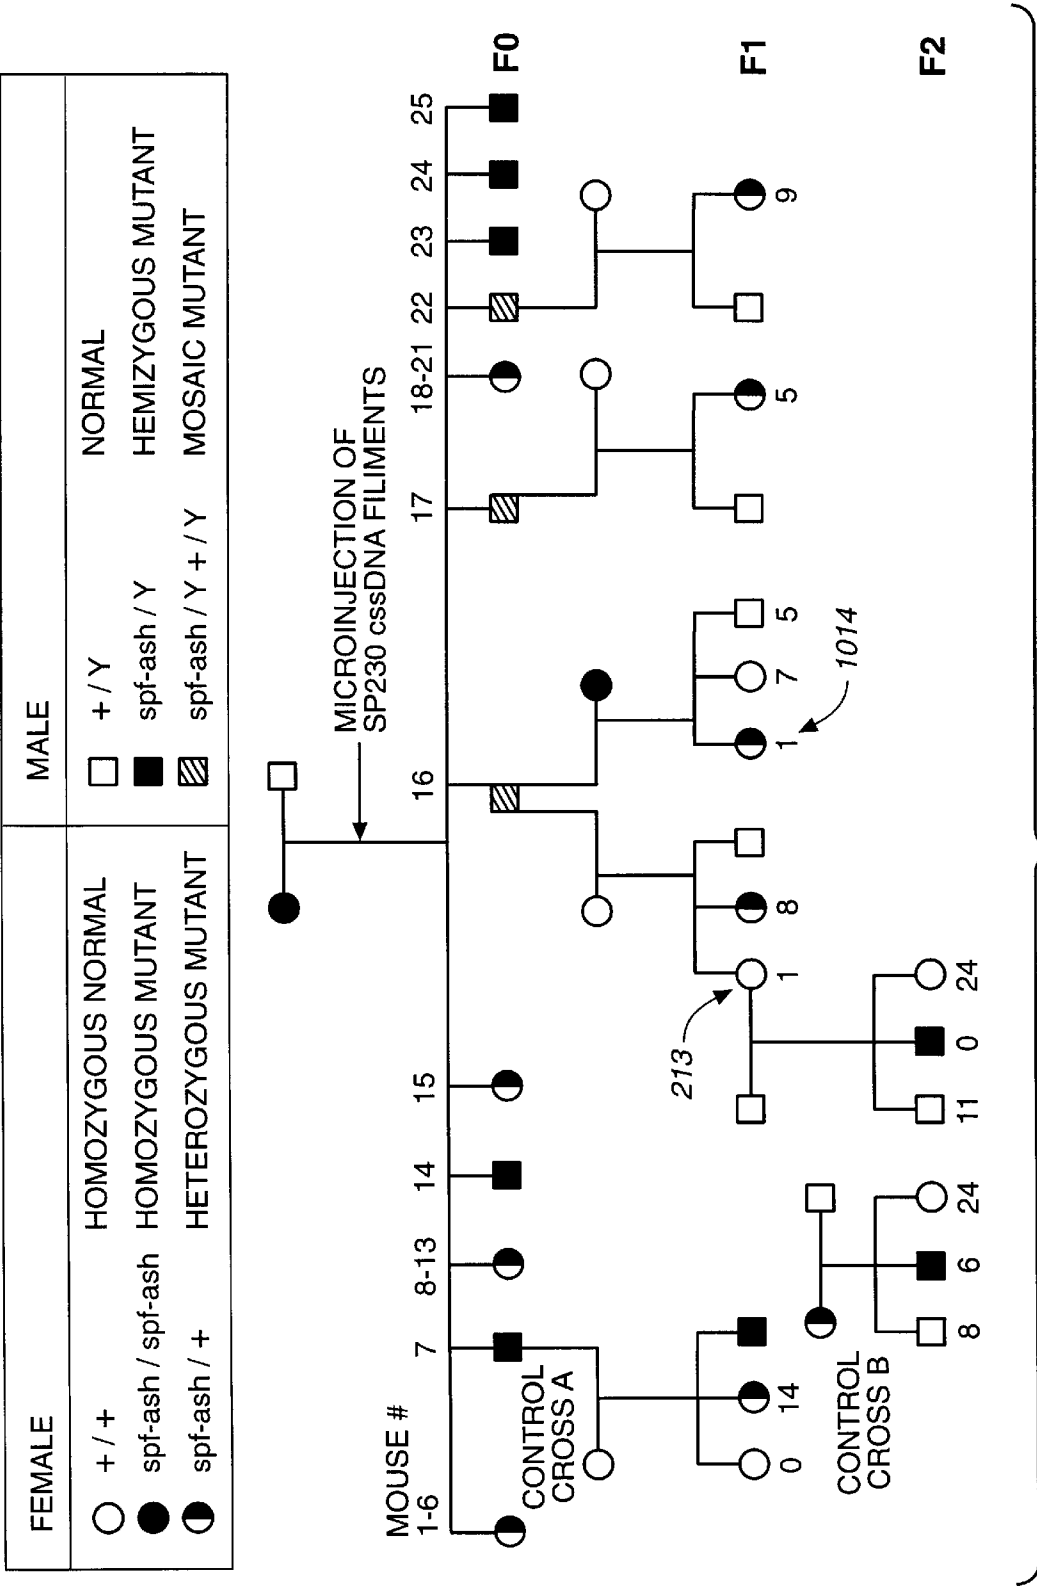 FEMALE
MALE
+ / + HOMOZYGOUS NORMAL
+ / Y NORMAL
spf-ash / spf-ash HOMOZYGOUS MUTANT
spf-ash / Y HEMIZYGOUS MUTANT
spf-ash / + HETEROZYGOUS MUTANT
spf-ash / Y + / Y MOSAIC MUTANT
MICROINJECTION OF
SP230 cssDNA FILIMENTS
MOUSE #
1-6 7 8-13 14 15 16 17 18-21 22 23 24 25
F0
CONTROL
CROSS A
213
F1
0 14 1 8 1 7 5 5 9
1014
CONTROL
CROSS B
F2
8 6 24 11 0 24